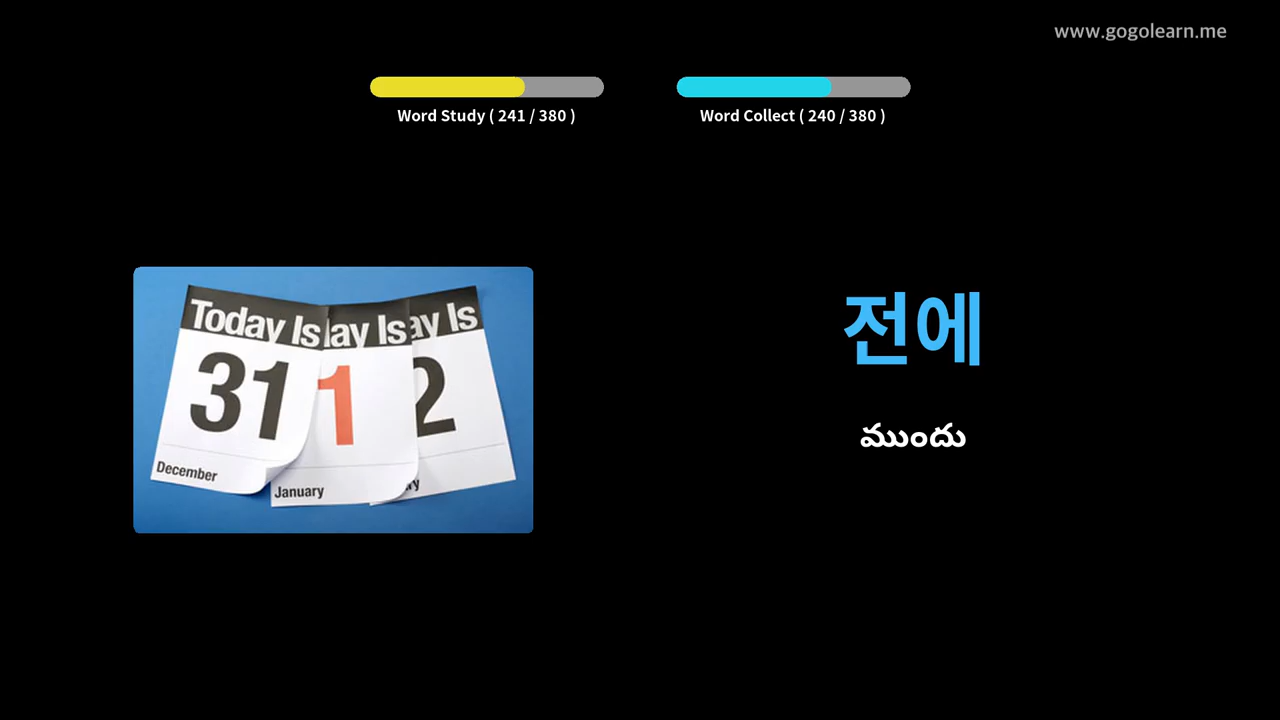 www.gogolearn.me
Word Study ( 241 / 380 )
Word Collect ( 240 / 380 )
Today Is
31
December
lay Is
1
January
ay Is
2
ry
전에
ముందు